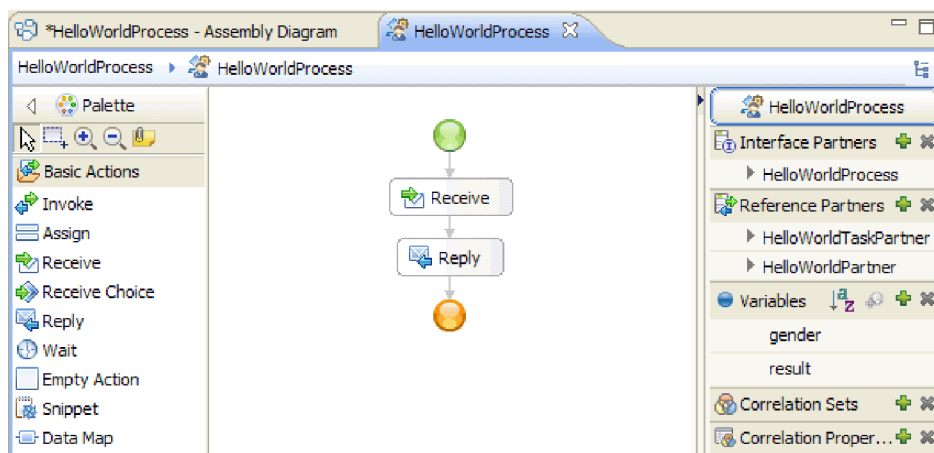 *HelloWorldProcess - Assembly Diagram
HelloWorldProcess
HelloWorldProcess
HelloWorldProcess
Palette
Basic Actions
Invoke
Assign
Receive
Receive Choice
Reply
Wait
Empty Action
Snippet
Data Map
Receive
Reply
HelloWorldProcess
Interface Partners
HelloWorldProcess
Reference Partners
HelloWorldTaskPartner
HelloWorldPartner
Variables
gender
result
Correlation Sets
Correlation Proper...